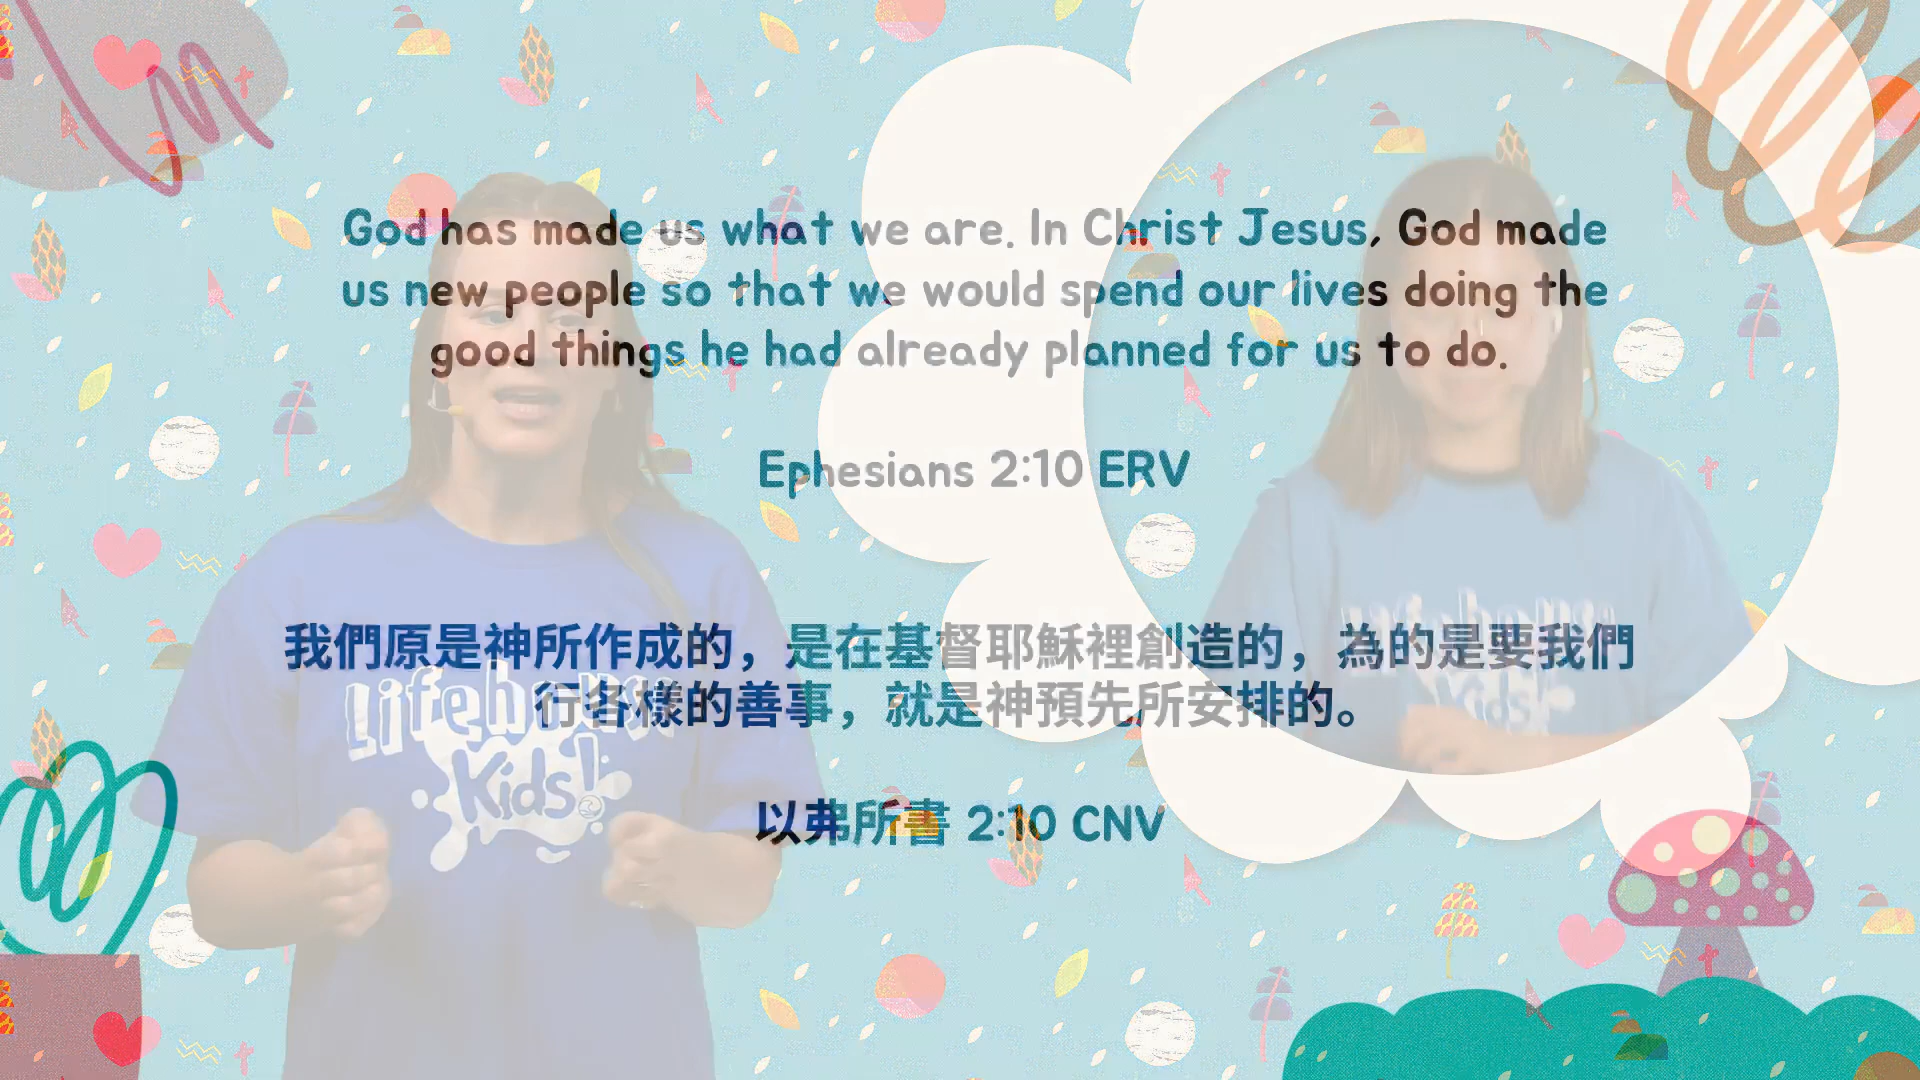 God has made us what we are. In Christ Jesus, God made
us new people so that we would spend our lives doing the
good things he had already planned for us to do.
Ephesians 2:10 ERV
我們原是神所作成的，是在基督耶穌裡創造的，為的是要我們
行各樣的善事，就是神預先所安排的。
以弗所書 2:10 CNV
Lifehouse
Kids!
Lifehouse
Kids!